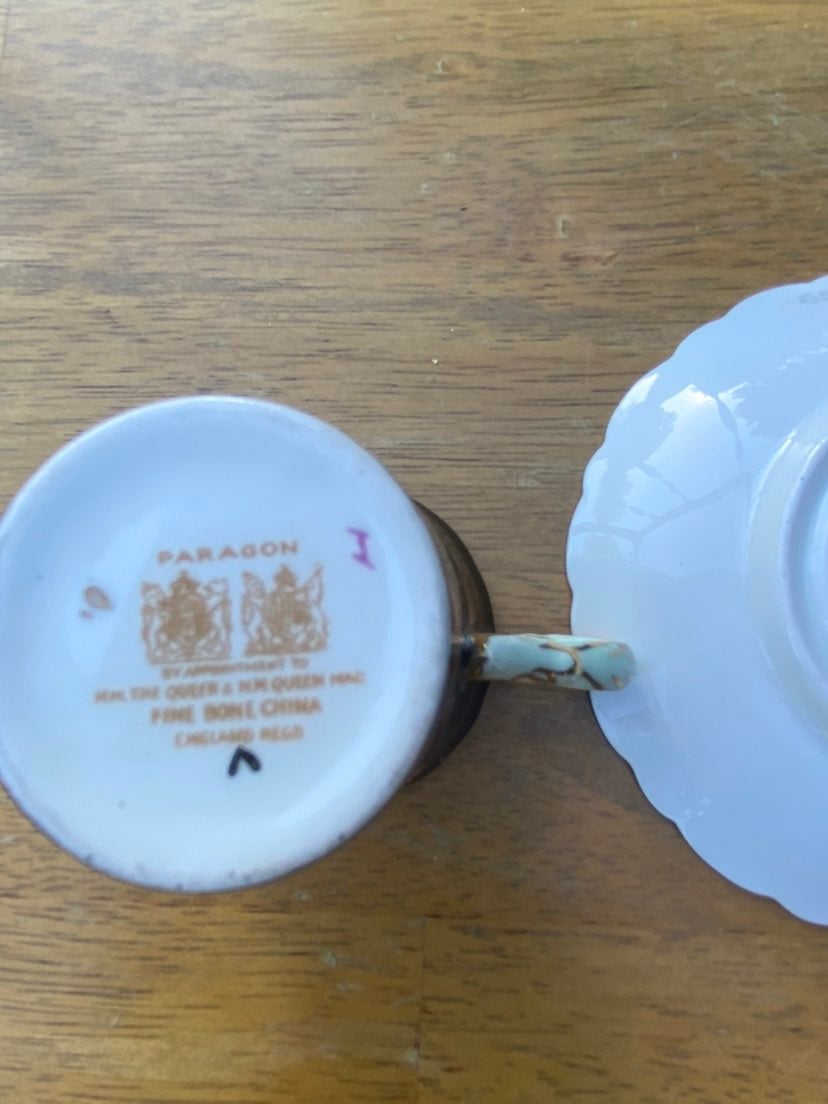 PARAGON
I
BY APPOINTMENT TO
H.M. THE QUEEN & H.M. QUEEN MARY
FINE BONE CHINA
ENGLAND REGD